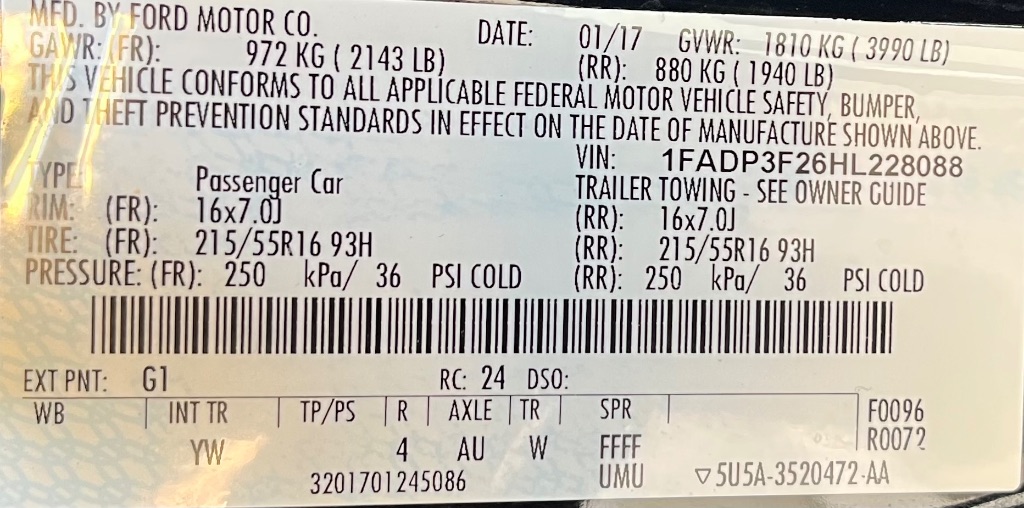 MFD. BY FORD MOTOR CO. DATE: 01/17 GVWR: 1810 KG ( 3990 LB)
GAWR: (FR): 972 KG ( 2143 LB) (RR): 880 KG ( 1940 LB)
THIS VEHICLE CONFORMS TO ALL APPLICABLE FEDERAL MOTOR VEHICLE SAFETY, BUMPER,
AND THEFT PREVENTION STANDARDS IN EFFECT ON THE DATE OF MANUFACTURE SHOWN ABOVE.
VIN: 1FADP3F26HL228088
TYPE: Passenger Car TRAILER TOWING - SEE OWNER GUIDE
RIM: (FR): 16x7.0J (RR): 16x7.0J
TIRE: (FR): 215/55R16 93H (RR): 215/55R16 93H
PRESSURE: (FR): 250 kPa/ 36 PSI COLD (RR): 250 kPa/ 36 PSI COLD
EXT PNT: G1 RC: 24 DSO:
WB INT TR TP/PS R AXLE TR SPR F0096
YW 4 AU W FFFF R0072
3201701245086 UMU ▽5U5A-3520472-AA